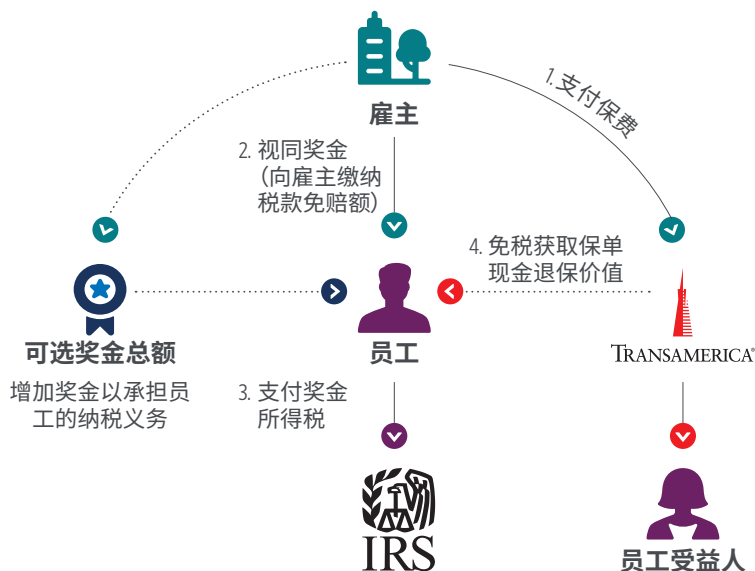 雇主
1. 支付保费
2. 视同奖金
（向雇主缴纳
税款免赔额）
4. 免税获取保单
现金退保价值
可选奖金总额
增加奖金以承担员
工的纳税义务
员工
TRANSAMERICA®
3. 支付奖金
所得税
IRS
员工受益人